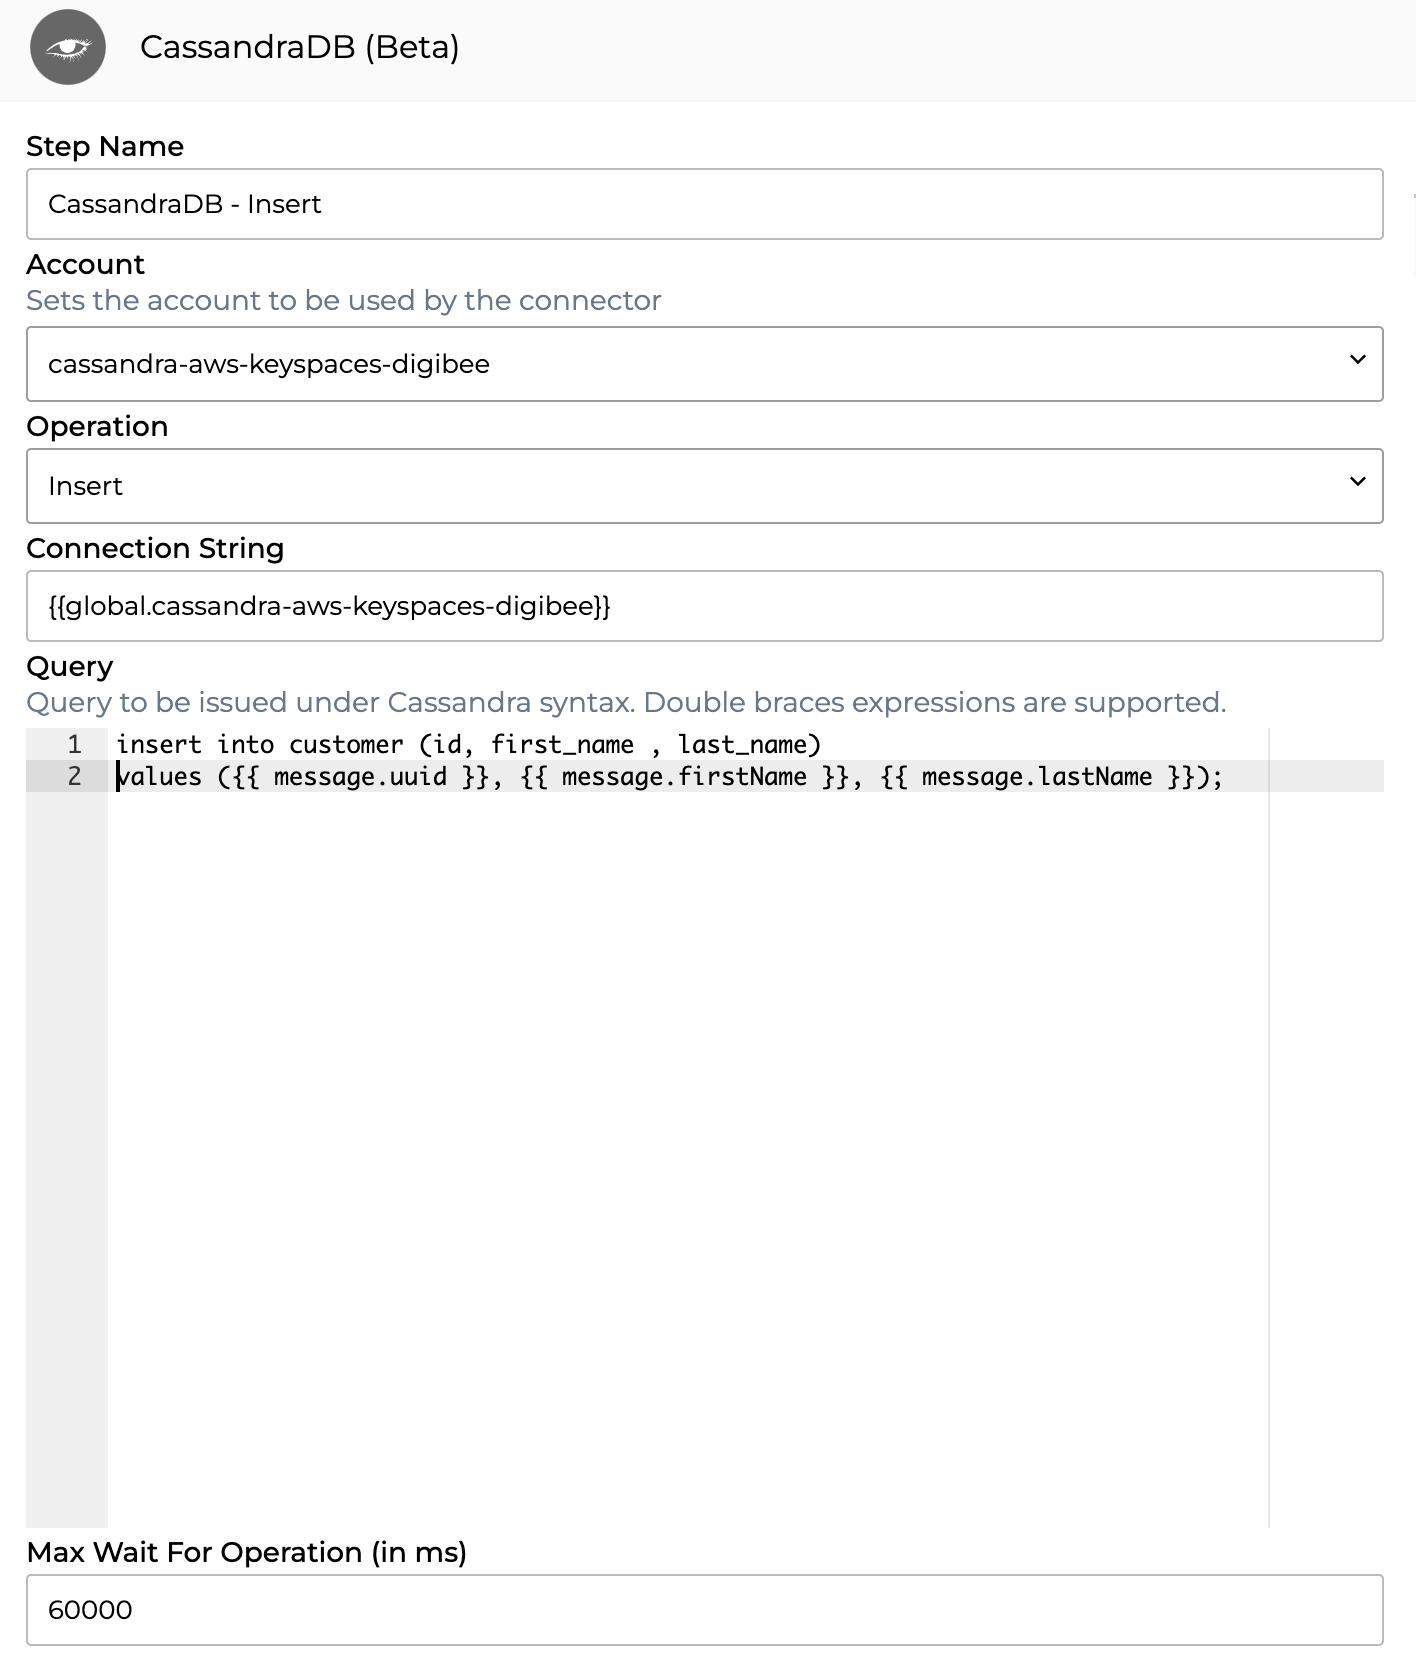 CassandraDB (Beta)
Step Name
CassandraDB - Insert
Account
Sets the account to be used by the connector
cassandra-aws-keyspaces-digibee
Operation
Insert
Connection String
{{global.cassandra-aws-keyspaces-digibee}}
Query
Query to be issued under Cassandra syntax. Double braces expressions are supported.
1 insert into customer (id, first_name , last_name)
2 values ({{ message.uuid }}, {{ message.firstName }}, {{ message.lastName }});
Max Wait For Operation (in ms)
60000